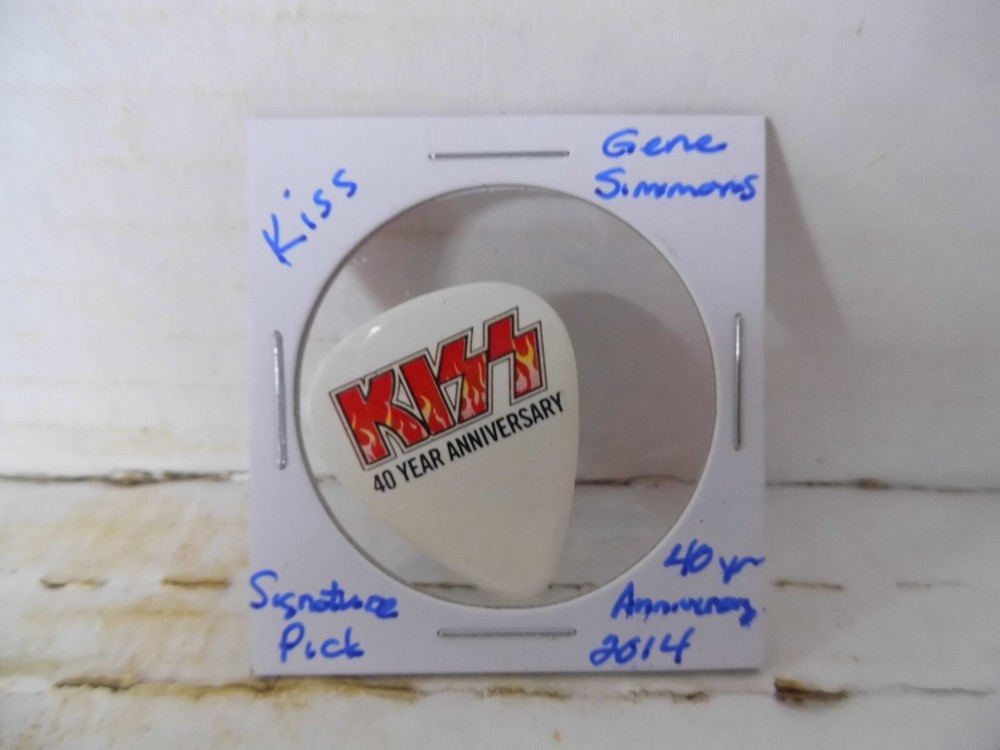 Kiss
Gene
Simmons
KISS
40 YEAR ANNIVERSARY
Signature
Pick
40 yr
Anniversary
2014